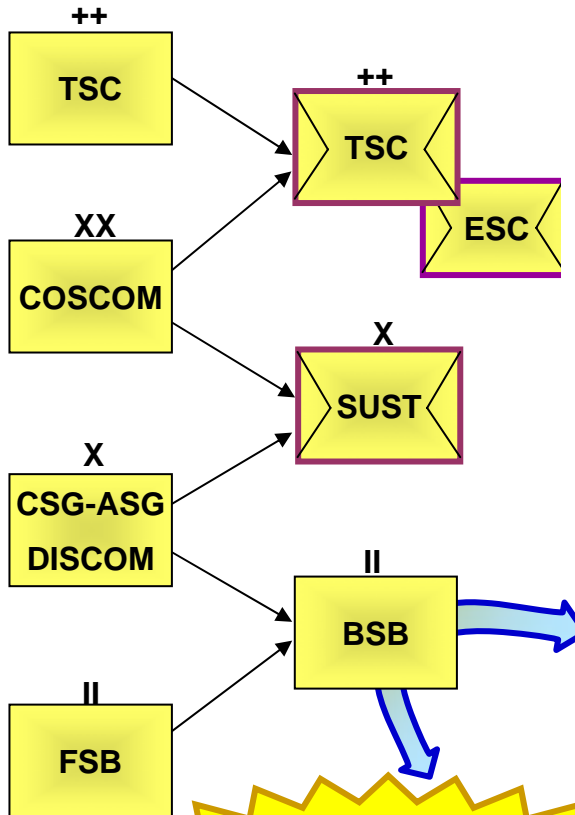 ++
TSC
++
TSC
ESC
XX
COSCOM
X
SUST
X
CSG-ASG
DISCOM
II
BSB
II
FSB